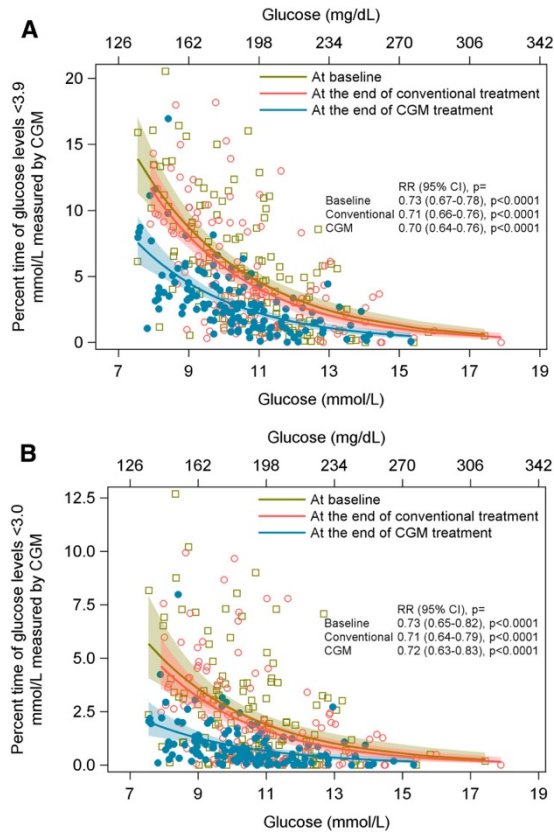 A
Glucose (mg/dL)
126 162 198 234 270 306 342
At baseline
At the end of conventional treatment
At the end of CGM treatment
RR (95% CI), p=
Baseline 0.73 (0.67-0.78), p<0.0001
Conventional 0.71 (0.66-0.76), p<0.0001
CGM 0.70 (0.64-0.76), p<0.0001
Percent time of glucose levels <3.9
mmol/L measured by CGM
20
15
10
5
0
7 9 11 13 15 17 19
Glucose (mmol/L)
B
Glucose (mg/dL)
126 162 198 234 270 306 342
At baseline
At the end of conventional treatment
At the end of CGM treatment
RR (95% CI), p=
Baseline 0.73 (0.65-0.82), p<0.0001
Conventional 0.71 (0.64-0.79), p<0.0001
CGM 0.72 (0.63-0.83), p<0.0001
Percent time of glucose levels <3.0
mmol/L measured by CGM
12.5
10.0
7.5
5.0
2.5
0.0
7 9 11 13 15 17 19
Glucose (mmol/L)